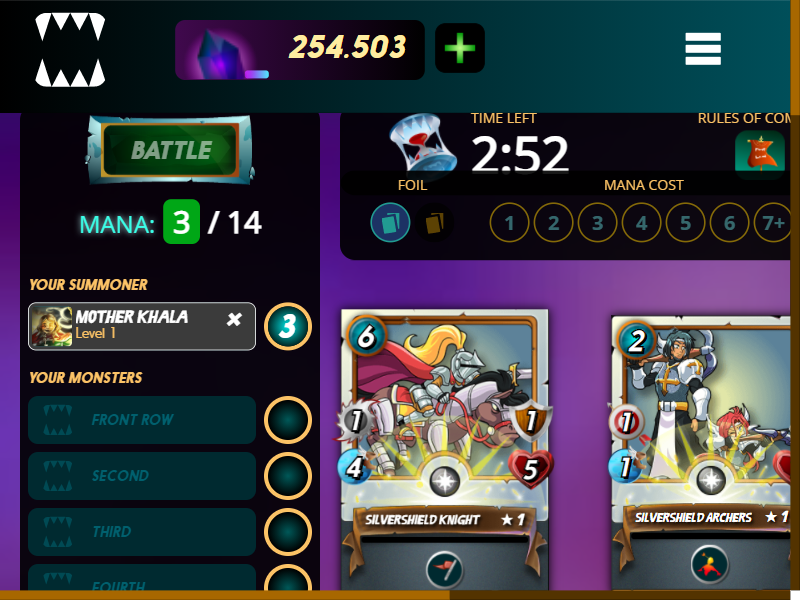 254.503
BATTLE
MANA: 3 / 14
YOUR SUMMONER
MOTHER KHALA
Level 1
3
YOUR MONSTERS
FRONT ROW
SECOND
THIRD
FOURTH
TIME LEFT
2:52
RULES OF COM
FOIL
MANA COST
1 2 3 4 5 6 7+
6
1
1
4
5
SILVERSHIELD KNIGHT ★ 1
2
1
1
SILVERSHIELD ARCHERS ★ 1